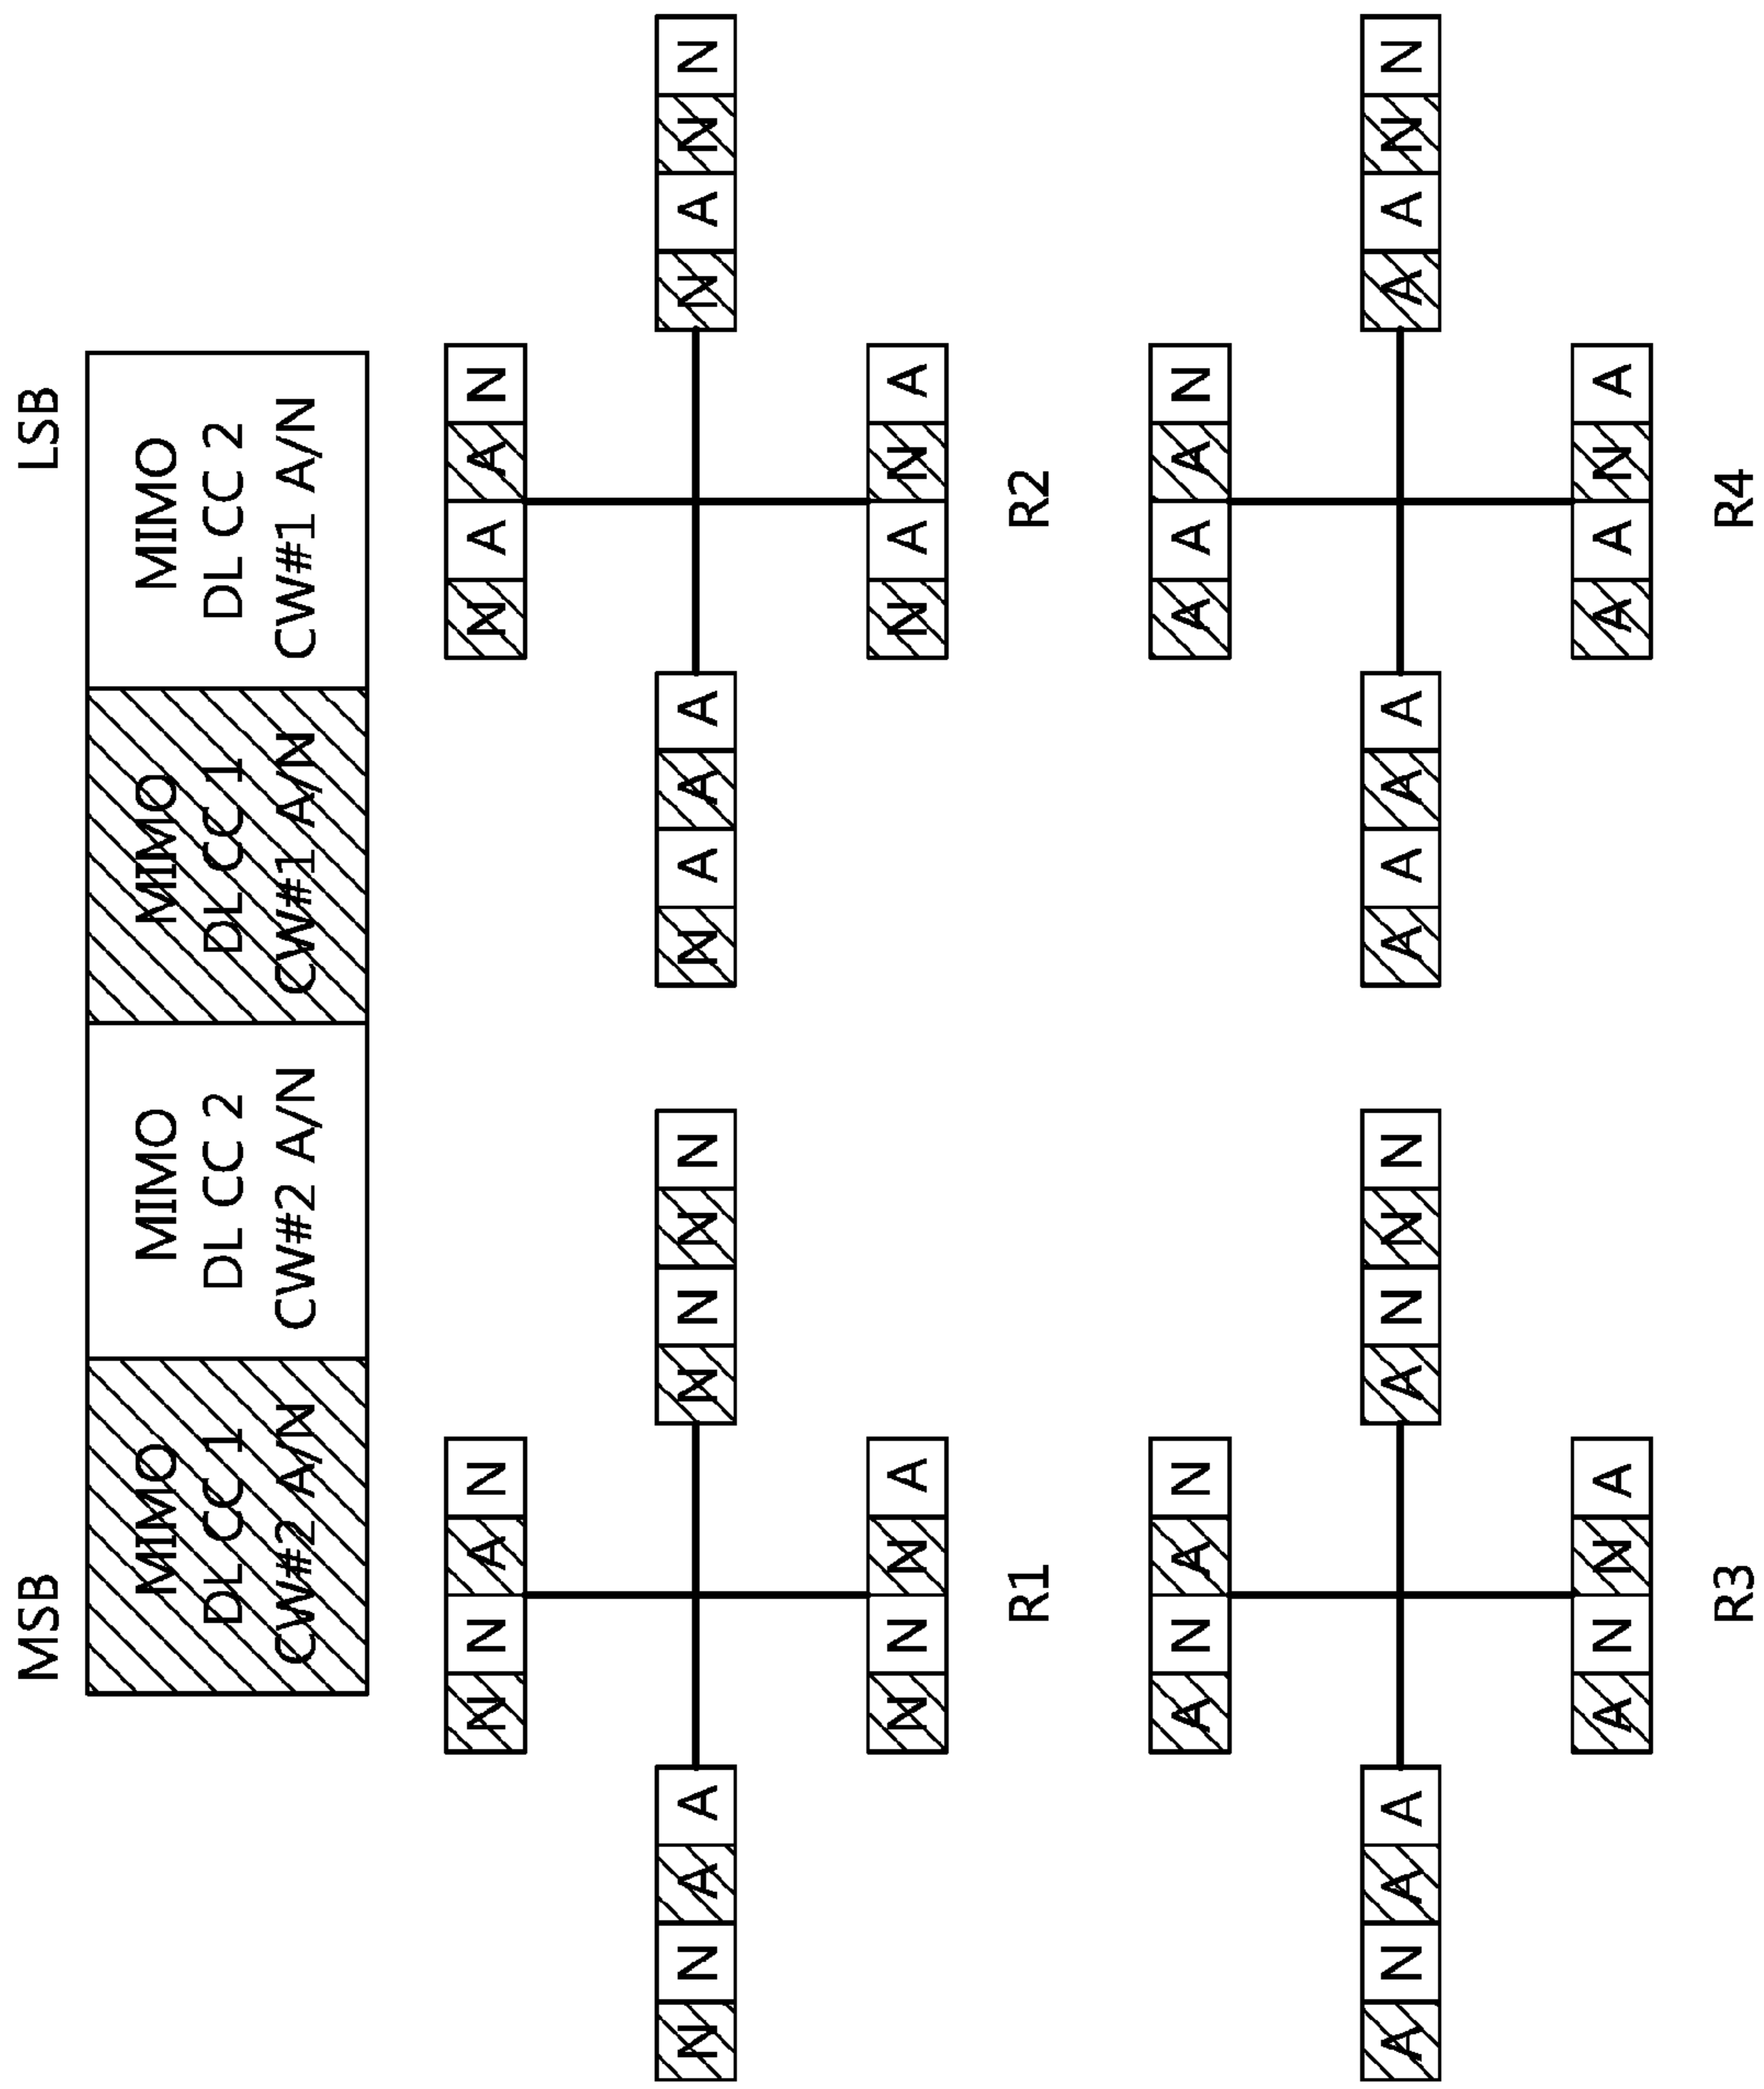 MSB
LSB
MIMO
DL CC 1
CW#2 A/N
MIMO
DL CC 2
CW#2 A/N
MIMO
DL CC 1
CW#1 A/N
MIMO
DL CC 2
CW#1 A/N
N N A N
N N A A
N N N N
N N N A
R1
N A A N
N A A A
N A N N
N A N A
R2
A N A N
A N A A
A N N N
A N N A
R3
A A A N
A A A A
A A N N
A A N A
R4